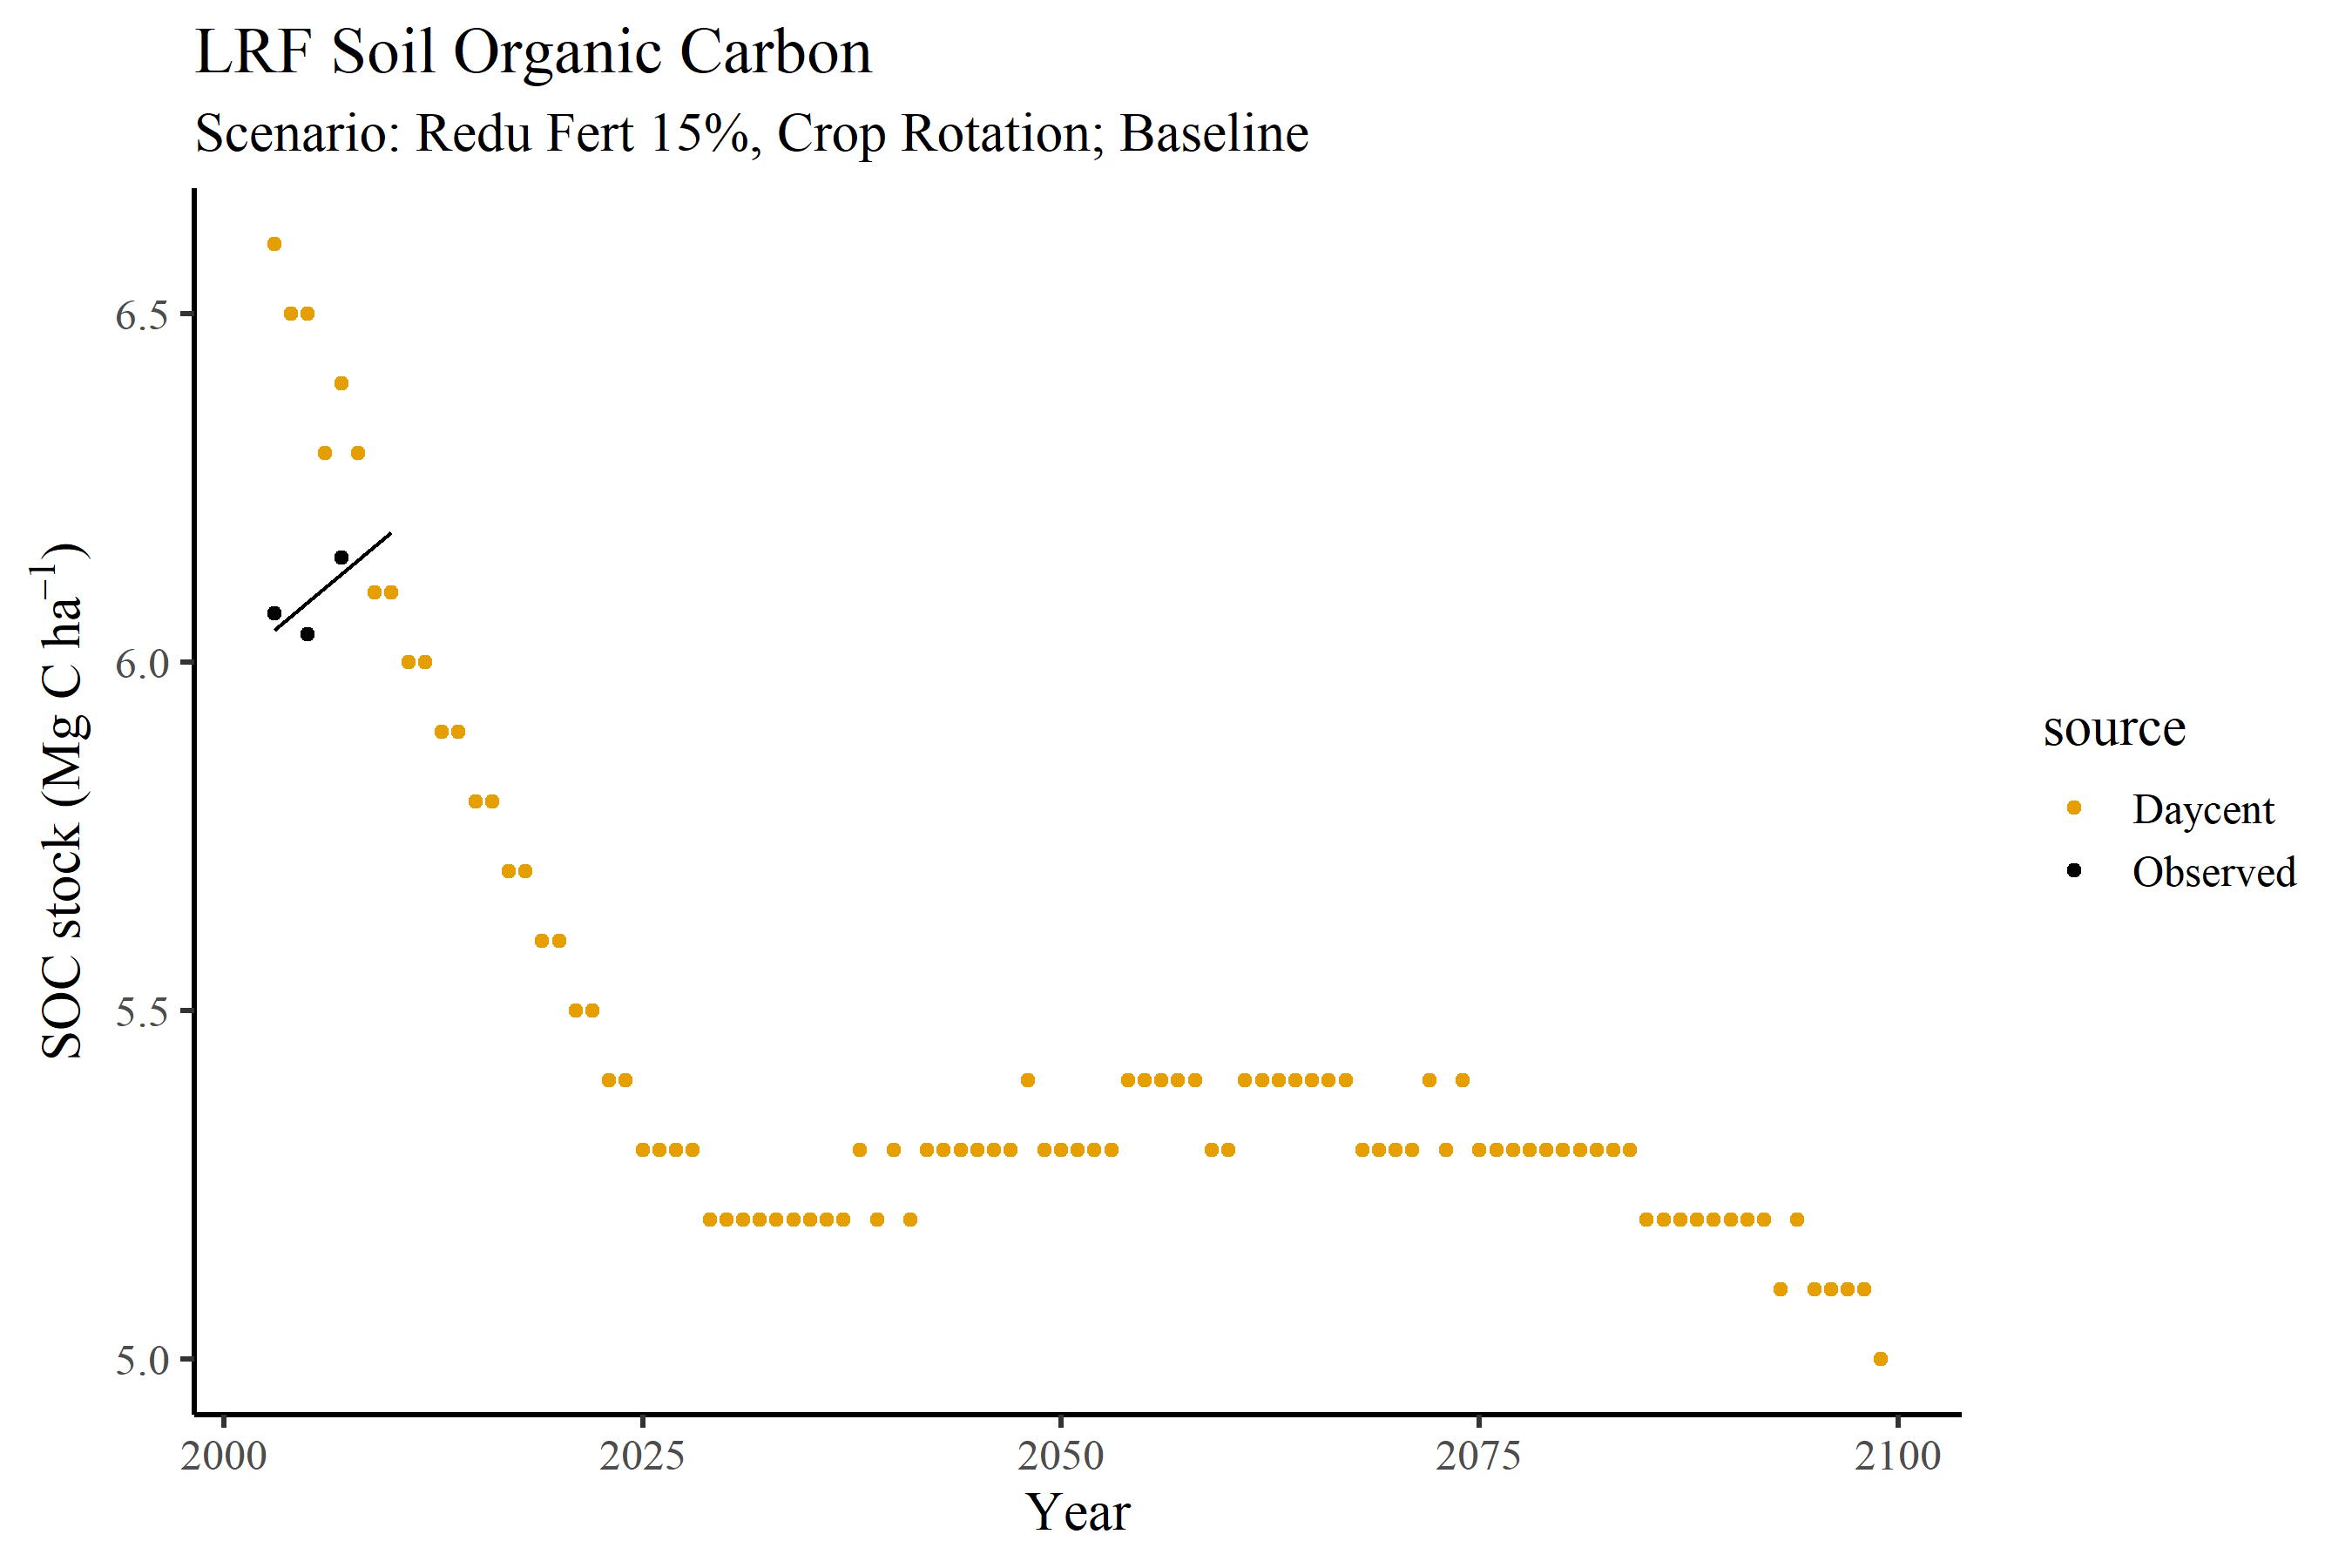 LRF Soil Organic Carbon
Scenario: Redu Fert 15%, Crop Rotation; Baseline
SOC stock (Mg C ha⁻¹)
6.5
6.0
5.5
5.0
2000 2025 2050 2075 2100
Year
source
Daycent
Observed